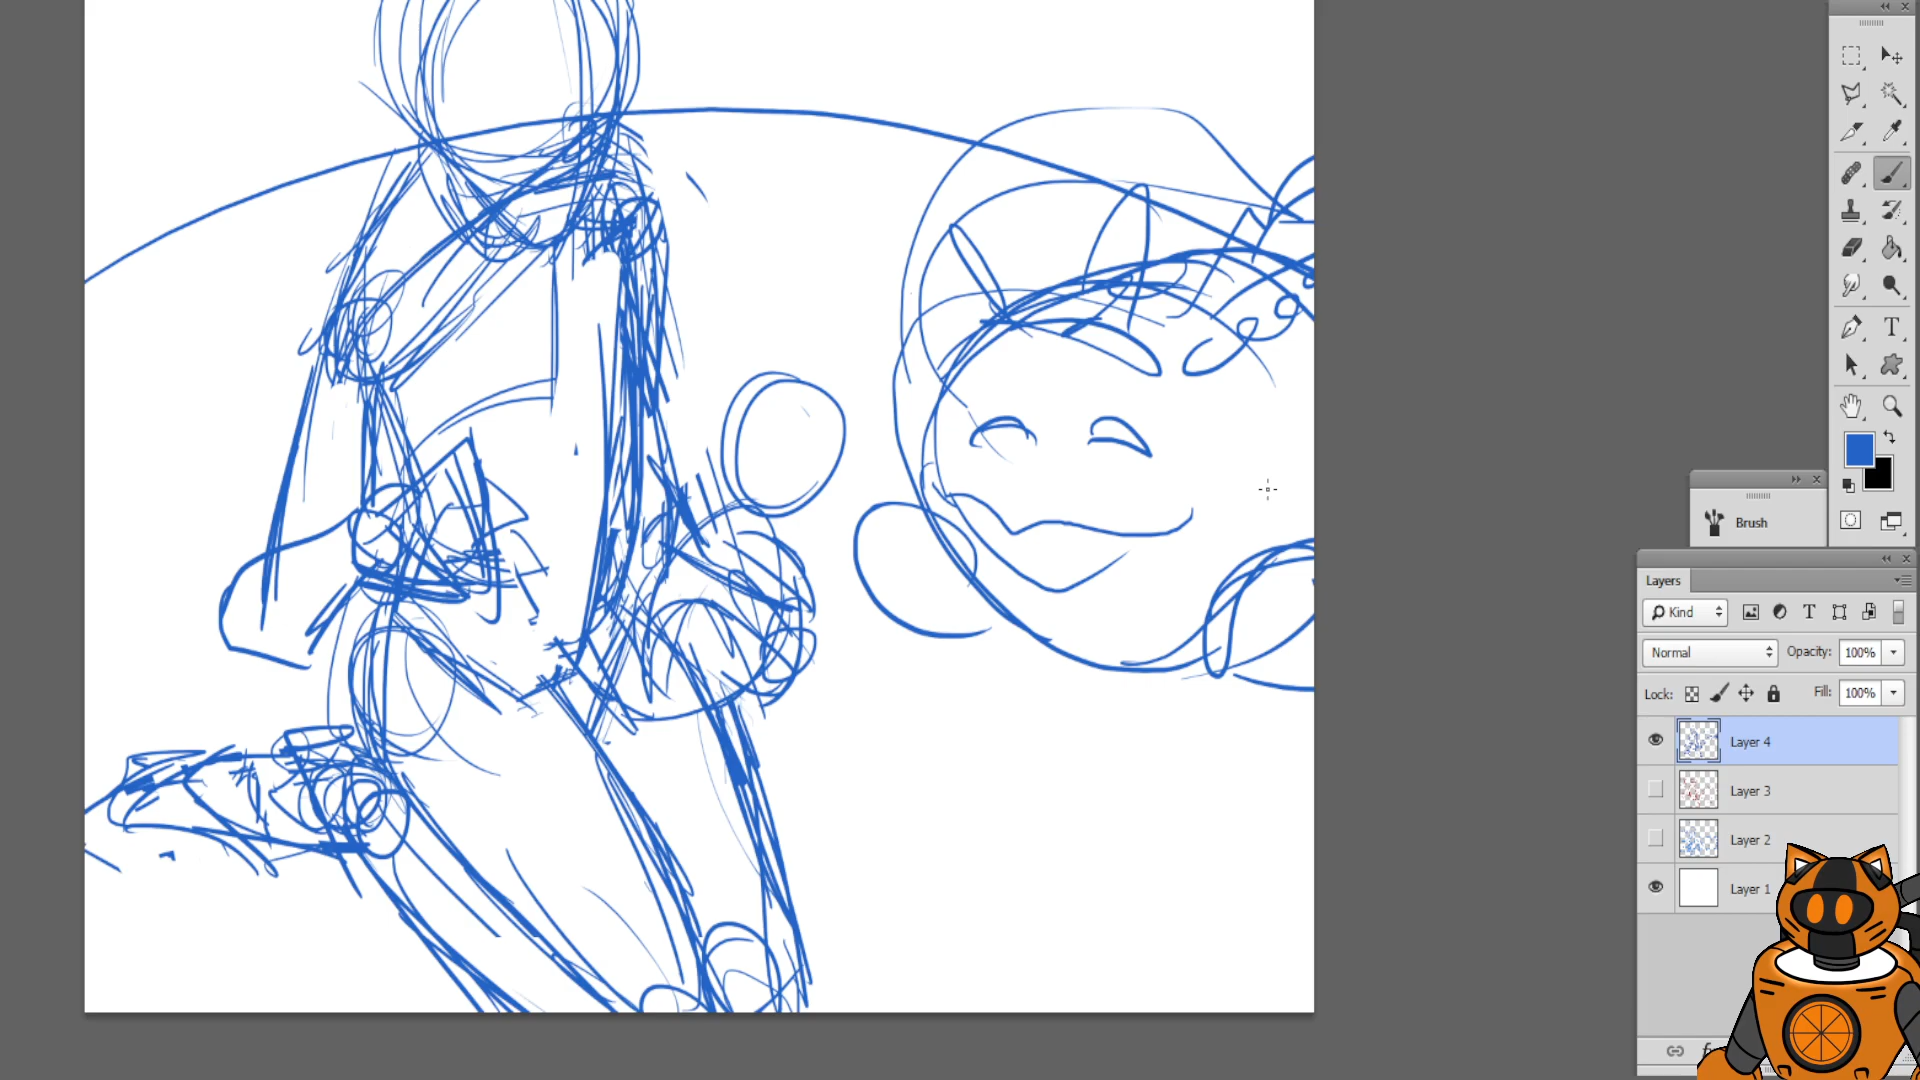 Brush
Layers
Kind
Normal
Opacity: 100%
Lock:
Fill: 100%
Layer 4
Layer 3
Layer 2
Layer 1